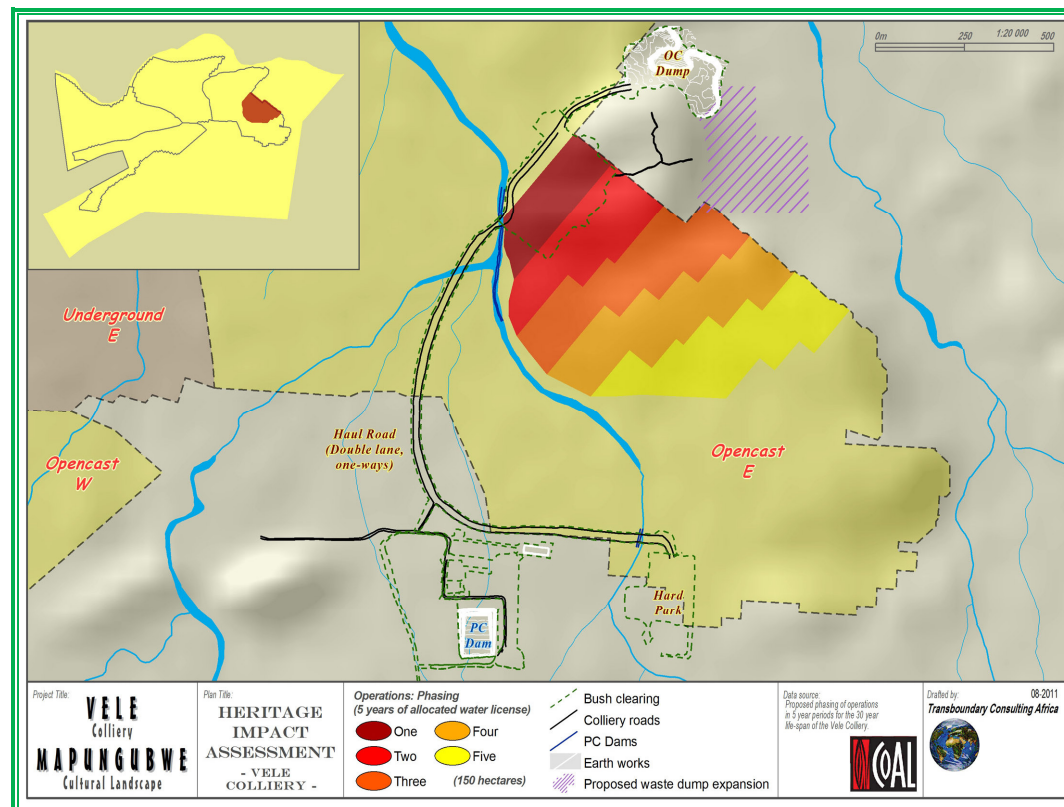 OC
Dump
0m
250
1:20 000
500
Underground
E
Opencast
W
Haul Road
(Double lane,
one-ways)
Opencast
E
Hard
Park
PC
Dam
Project Title:
VELE
Colliery
MAPUNGUBWE
Cultural Landscape
Plan Title:
HERITAGE
IMPACT
ASSESSMENT
- VELE
COLLIERY -
Operations: Phasing
(5 years of allocated water license)
One
Four
Two
Five
Three
(150 hectares)
Bush clearing
Colliery roads
PC Dams
Earth works
Proposed waste dump expansion
Data source:
Proposed phasing of operations
in 5 year periods for the 30 year
life-span of the Vele Colliery.
COAL
Drafted by:
08-2011
Transboundary Consulting Africa